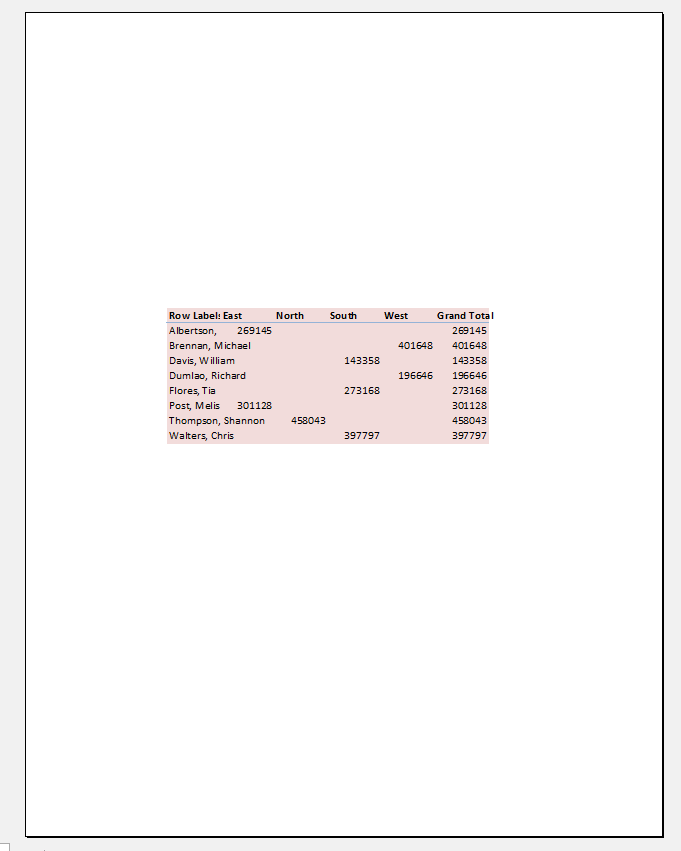 Row Label: East North South West Grand Total
Albertson, 269145 269145
Brennan, Michael 401648 401648
Davis, William 143358 143358
Dumlao, Richard 196646 196646
Flores, Tia 273168 273168
Post, Melis 301128 301128
Thompson, Shannon 458043 458043
Walters, Chris 397797 397797